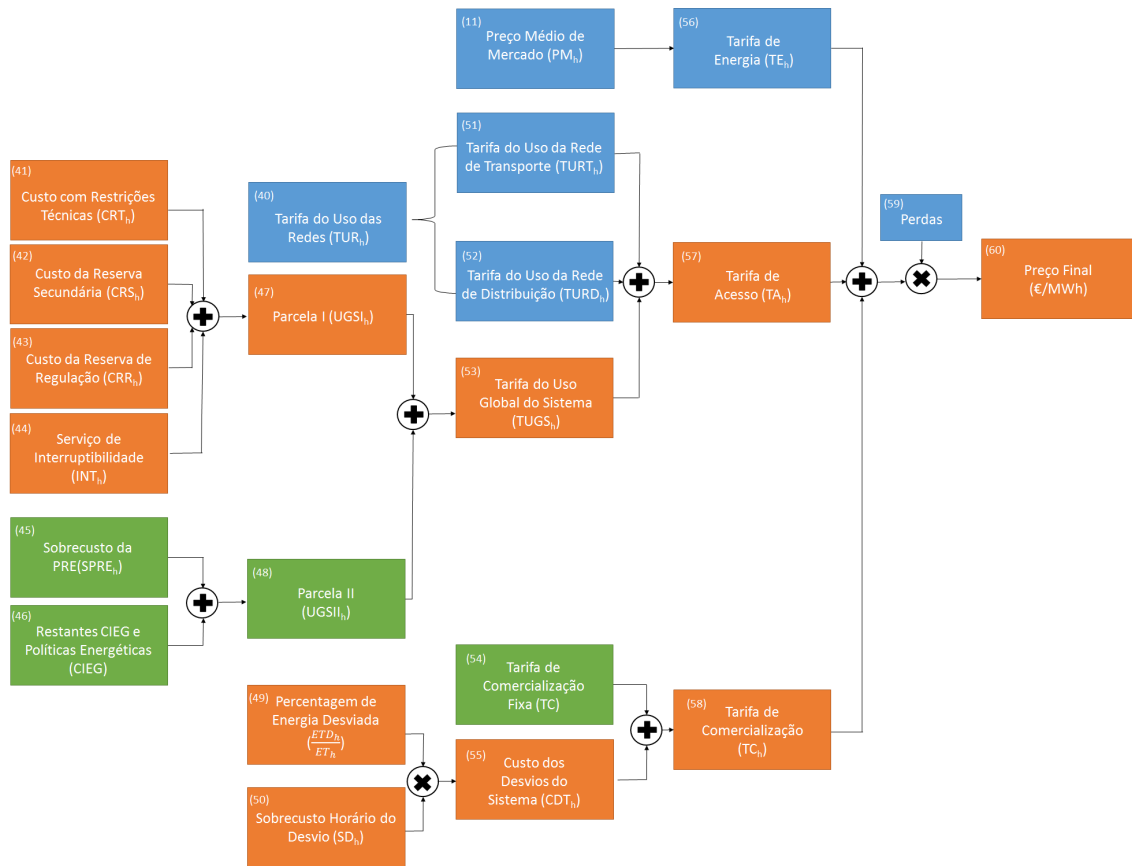 (11)
Preço Médio de
Mercado (PMh)
(56)
Tarifa de
Energia (TEh)
(51)
Tarifa do Uso da Rede
de Transporte (TURTh)
(41)
Custo com Restrições
Técnicas (CRTh)
(40)
Tarifa do Uso das
Redes (TURh)
(59)
Perdas
(42)
Custo da Reserva
Secundária (CRSh)
(52)
Tarifa do Uso da Rede
de Distribuição (TURDh)
(57)
Tarifa de
Acesso (TAh)
(60)
Preço Final
(€/MWh)
(47)
Parcela I (UGSIh)
(43)
Custo da Reserva de
Regulação (CRRh)
(53)
Tarifa do Uso
Global do Sistema
(TUGSh)
(44)
Serviço de
Interruptibilidade
(INTh)
(45)
Sobrecusto da
PRE(SPREh)
(48)
Parcela II
(UGSIIh)
(46)
Restantes CIEG e
Políticas Energéticas
(CIEG)
(54)
Tarifa de
Comercialização
Fixa (TC)
(49)
Percentagem de
Energia Desviada
(ETDh/ETh)
(58)
Tarifa de
Comercialização
(TCh)
(55)
Custo dos
Desvios do
Sistema (CDTh)
(50)
Sobrecusto Horário do
Desvio (SDh)